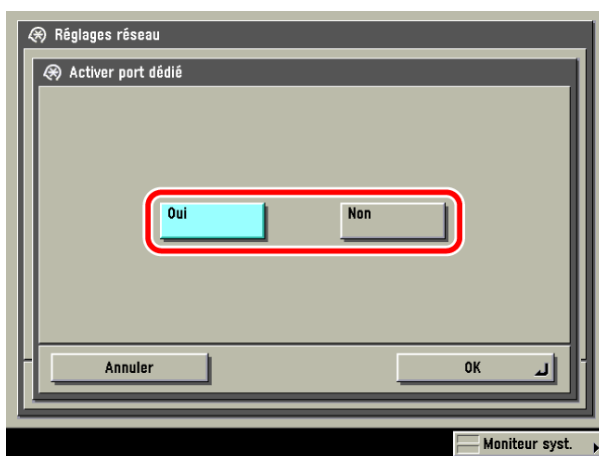 Réglages réseau
Activer port dédié
Oui Non
Annuler OK
Moniteur syst.